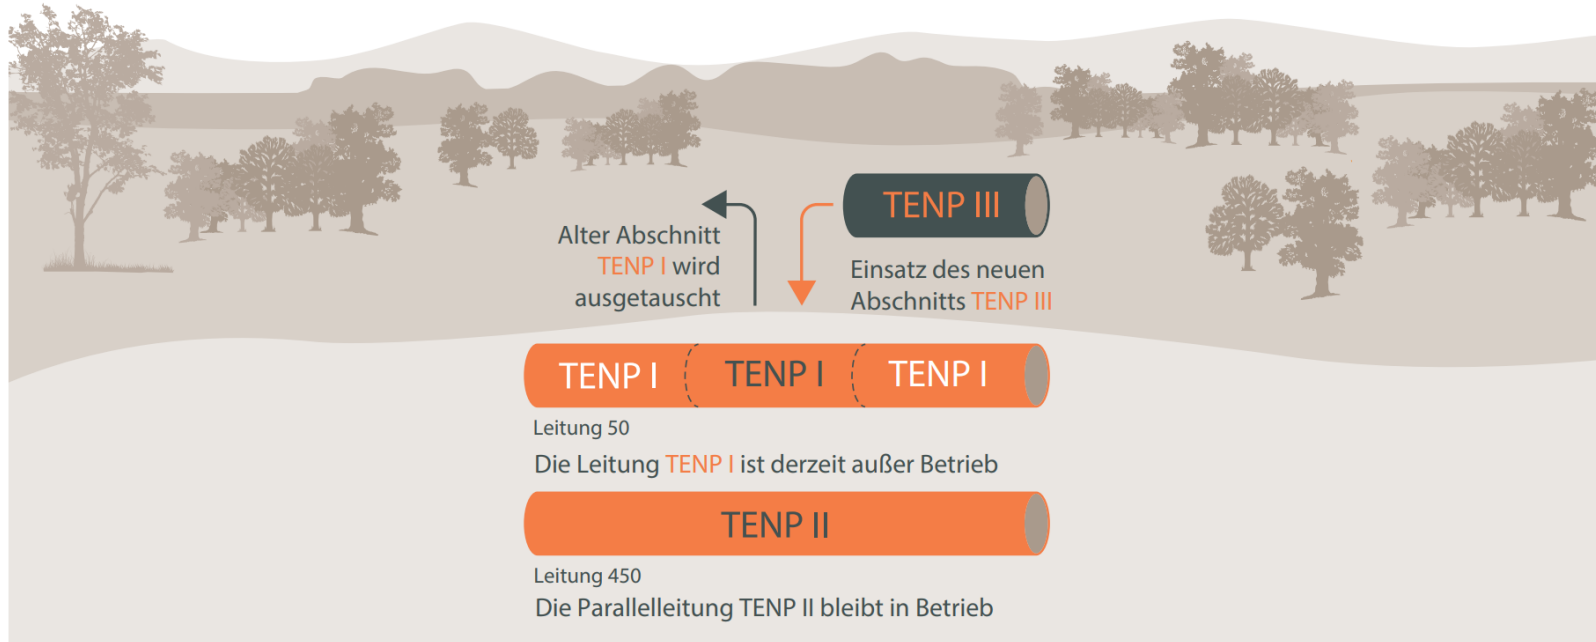 TENP III
Alter Abschnitt
TENP I wird
ausgetauscht
Einsatz des neuen
Abschnitts TENP III
TENP I TENP I TENP I
Leitung 50
Die Leitung TENP I ist derzeit außer Betrieb
TENP II
Leitung 450
Die Parallelleitung TENP II bleibt in Betrieb